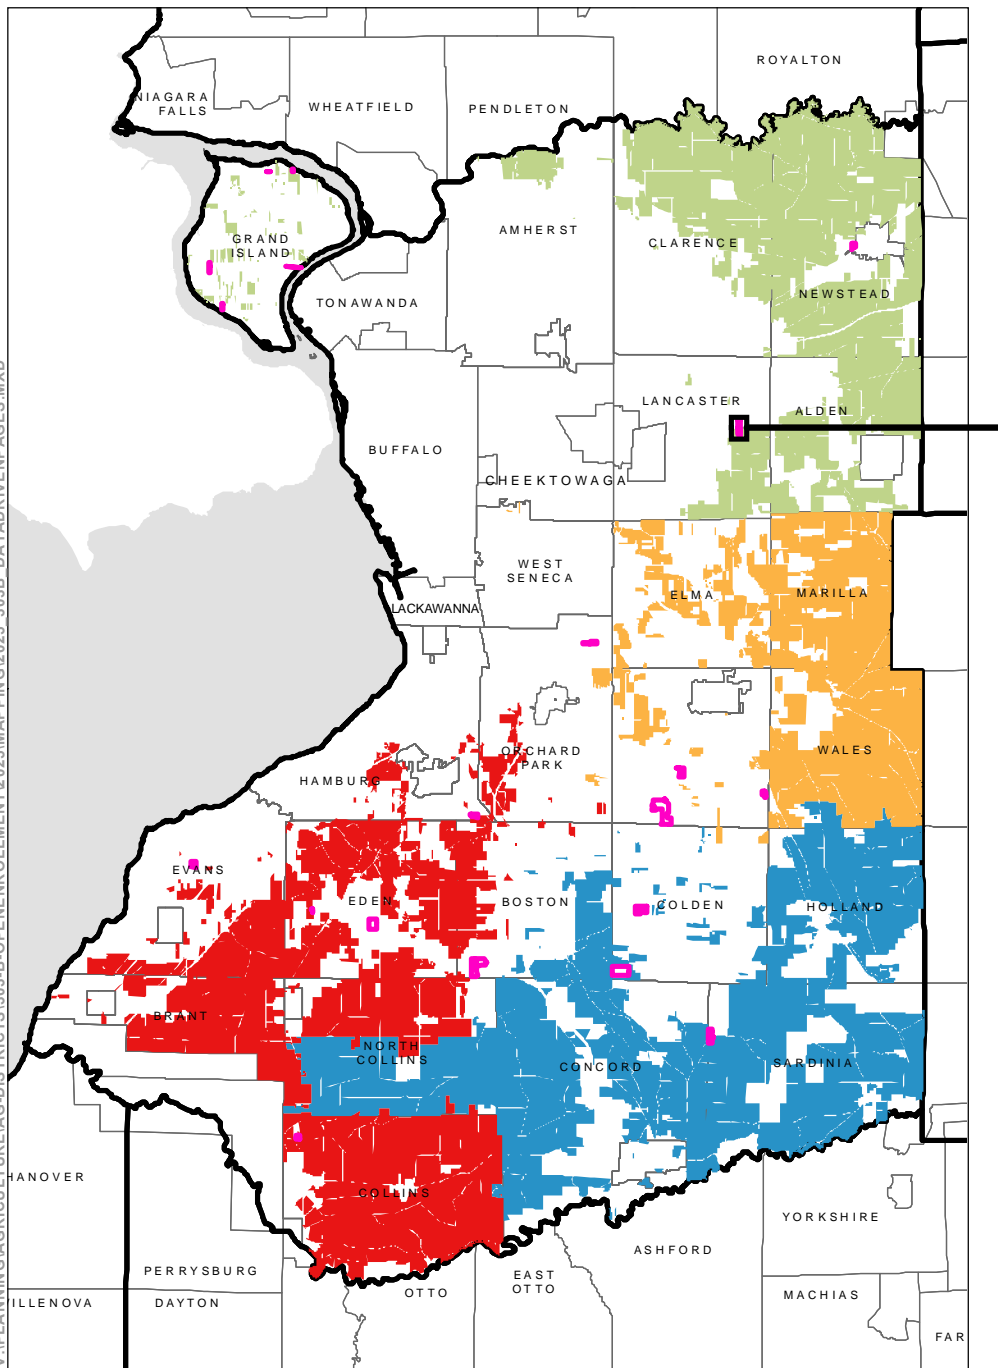 ROYALTON
NIAGARA
FALLS
WHEATFIELD
PENDLETON
GRAND
ISLAND
AMHERST
CLARENCE
NEWSTEAD
TONAWANDA
LANCASTER
ALDEN
BUFFALO
CHEEKTOWAGA
WEST
SENECA
ELMA
MARILLA
LACKAWANNA
ORCHARD
PARK
WALES
HAMBURG
EVANS
EDEN
BOSTON
COLDEN
HOLLAND
BRANT
NORTH
COLLINS
CONCORD
SARDINIA
HANOVER
COLLINS
YORKSHIRE
ASHFORD
PERRYSBURG
EAST
OTTO
OTTO
MACHIAS
ILLENOVA
DAYTON
FAR